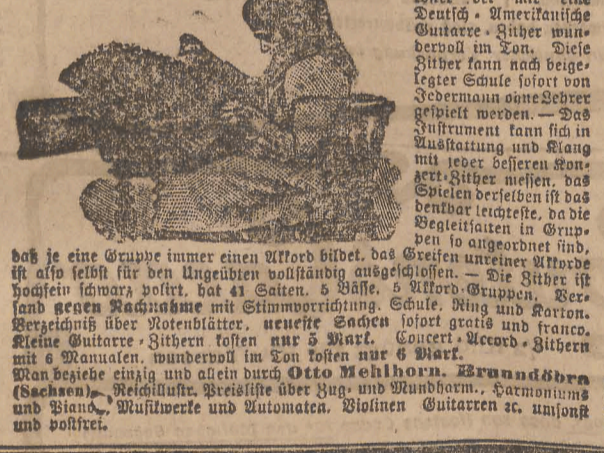 Deutsch-Amerikanische
Guitarre-Zither wun-
dervoll im Ton. Diese
Zither kann nach beige-
legter Schule sofort von
Jedermann ohne Lehrer
gespielt werden. — Das
Instrument kann sich in
Ausstattung und Klang
mit jeder besseren Kon-
zert-Zither messen, das
Spielen derselben ist das
denkbar leichteste, da die
Begleitsaiten in Grup-
pen so angeordnet sind,
daß je eine Gruppe immer einen Akkord bildet, das Greifen unreiner Akkorde
ist also selbst für den Ungeübten vollständig ausgeschlossen. — Die Zither ist
hochfein schwarz polirt, hat 41 Saiten, 5 Bässe, 5 Akkord-Gruppen, Ver-
sand gegen Nachnahme mit Stimmvorrichtung, Schule, Ring und Karton.
Verzeichniß über Notenblätter, neueste Sachen sofort gratis und franco.
Kleine Guitarre-Zithern kosten nur 5 Mark. Concert-Accord-Zithern
mit 6 Manualen, wundervoll im Ton kosten nur 6 Mark.
Man beziehe einzig und allein durch Otto Mehlhorn, Brunndöbra
(Sachsen). Reichillustr. Preisliste über Zug- und Mundharm., Harmoniums
und Piano, Musikwerke und Automaten, Violinen Guitarren ꝛc. umsonst
und postfrei.